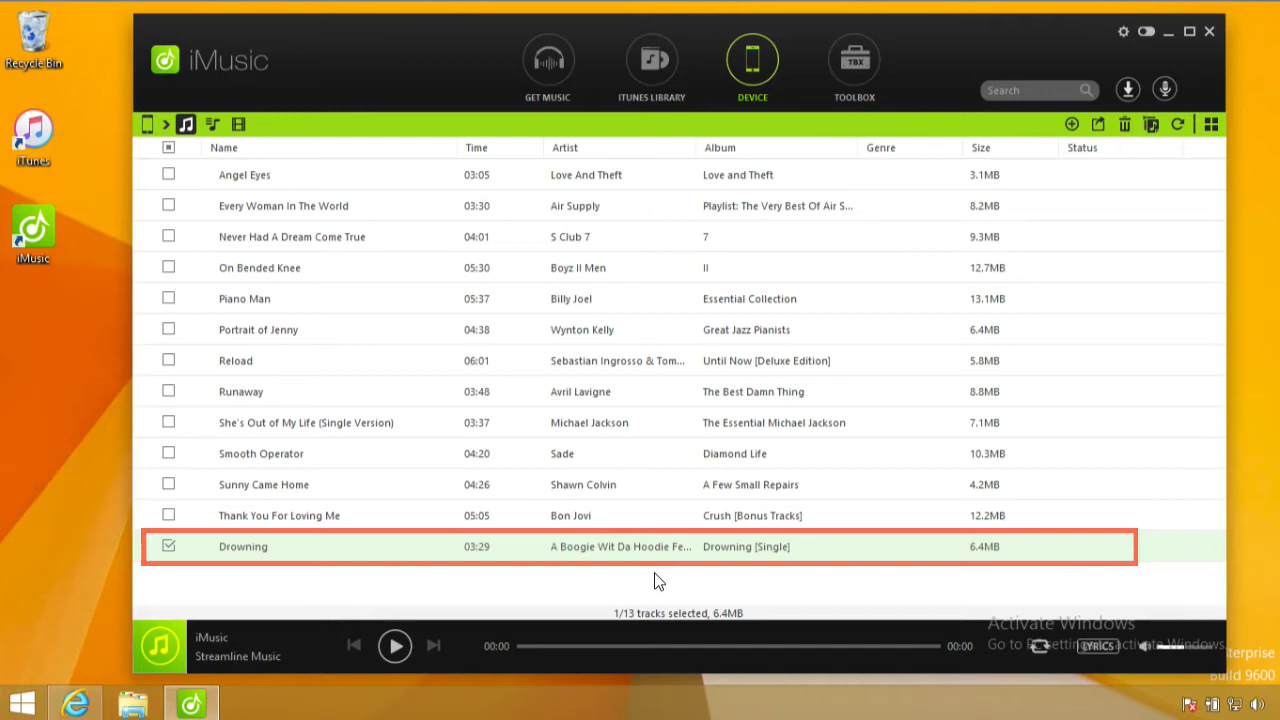 Recycle Bin
iTunes
iMusic
iMusic
GET MUSIC
ITUNES LIBRARY
DEVICE
TBX
TOOLBOX
Search
Name Time Artist Album Genre Size Status
Angel Eyes 03:05 Love And Theft Love and Theft 3.1MB
Every Woman In The World 03:30 Air Supply Playlist: The Very Best Of Air S... 8.2MB
Never Had A Dream Come True 04:01 S Club 7 7 9.3MB
On Bended Knee 05:30 Boyz II Men II 12.7MB
Piano Man 05:37 Billy Joel Essential Collection 13.1MB
Portrait of Jenny 04:38 Wynton Kelly Great Jazz Pianists 6.4MB
Reload 06:01 Sebastian Ingrosso & Tom... Until Now [Deluxe Edition] 5.8MB
Runaway 03:48 Avril Lavigne The Best Damn Thing 8.8MB
She's Out of My Life (Single Version) 03:37 Michael Jackson The Essential Michael Jackson 7.1MB
Smooth Operator 04:20 Sade Diamond Life 10.3MB
Sunny Came Home 04:26 Shawn Colvin A Few Small Repairs 4.2MB
Thank You For Loving Me 05:05 Bon Jovi Crush [Bonus Tracks] 12.2MB
Drowning 03:29 A Boogie Wit Da Hoodie Fe... Drowning [Single] 6.4MB
1/13 tracks selected, 6.4MB
iMusic
Streamline Music
00:00
00:00
LYRICS
Activate Windows
Go to settings activate Windows.
terprise
Build 9600